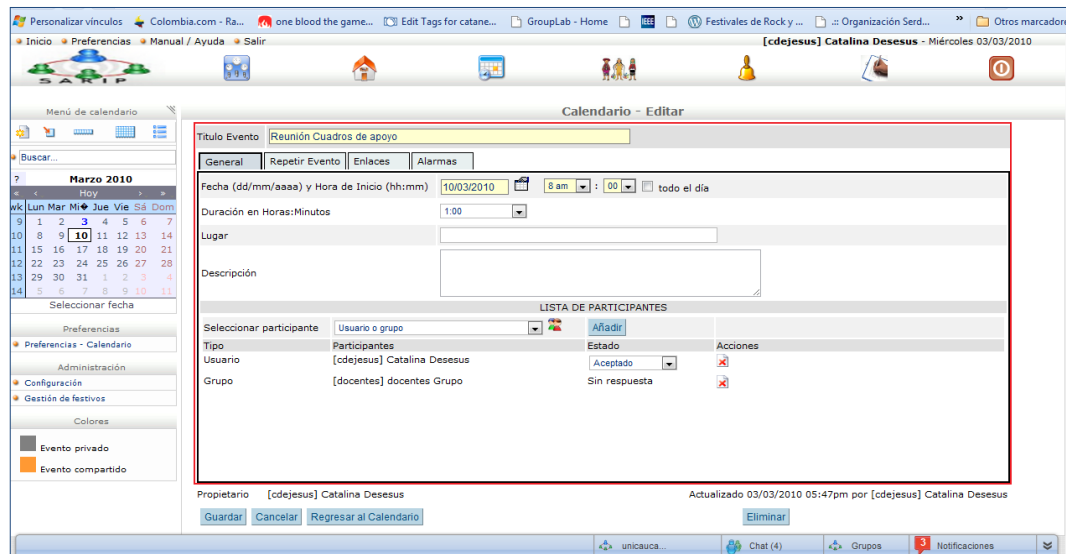 Personalizar vínculos Colombia.com - Ra... one blood the game... Edit Tags for catane... GroupLab - Home IEEE Festivales de Rock y ... .:: Organización Serd... » Otros marcadore
Inicio Preferencias Manual / Ayuda Salir [cdejesus] Catalina Desesus - Miércoles 03/03/2010
SARIP
Menú de calendario
Calendario - Editar
Buscar...
? Marzo 2010
« ‹ Hoy › »
wk Lun Mar Mi� Jue Vie Sá Dom
9 1 2 3 4 5 6 7
10 8 9 10 11 12 13 14
11 15 16 17 18 19 20 21
12 22 23 24 25 26 27 28
13 29 30 31 1 2 3 4
14 5 6 7 8 9 10 11
Seleccionar fecha
Preferencias
Preferencias - Calendario
Administración
Configuración
Gestión de festivos
Colores
Evento privado
Evento compartido
Titulo Evento Reunión Cuadros de apoyo
General Repetir Evento Enlaces Alarmas
Fecha (dd/mm/aaaa) y Hora de Inicio (hh:mm) 10/03/2010 8 am : 00 todo el día
Duración en Horas:Minutos 1:00
Lugar
Descripción
LISTA DE PARTICIPANTES
Seleccionar participante Usuario o grupo Añadir
Tipo Participantes Estado Acciones
Usuario [cdejesus] Catalina Desesus Aceptado
Grupo [docentes] docentes Grupo Sin respuesta
Propietario [cdejesus] Catalina Desesus Actualizado 03/03/2010 05:47pm por [cdejesus] Catalina Desesus
Guardar Cancelar Regresar al Calendario Eliminar
unicauca... Chat (4) Grupos 3 Notificaciones